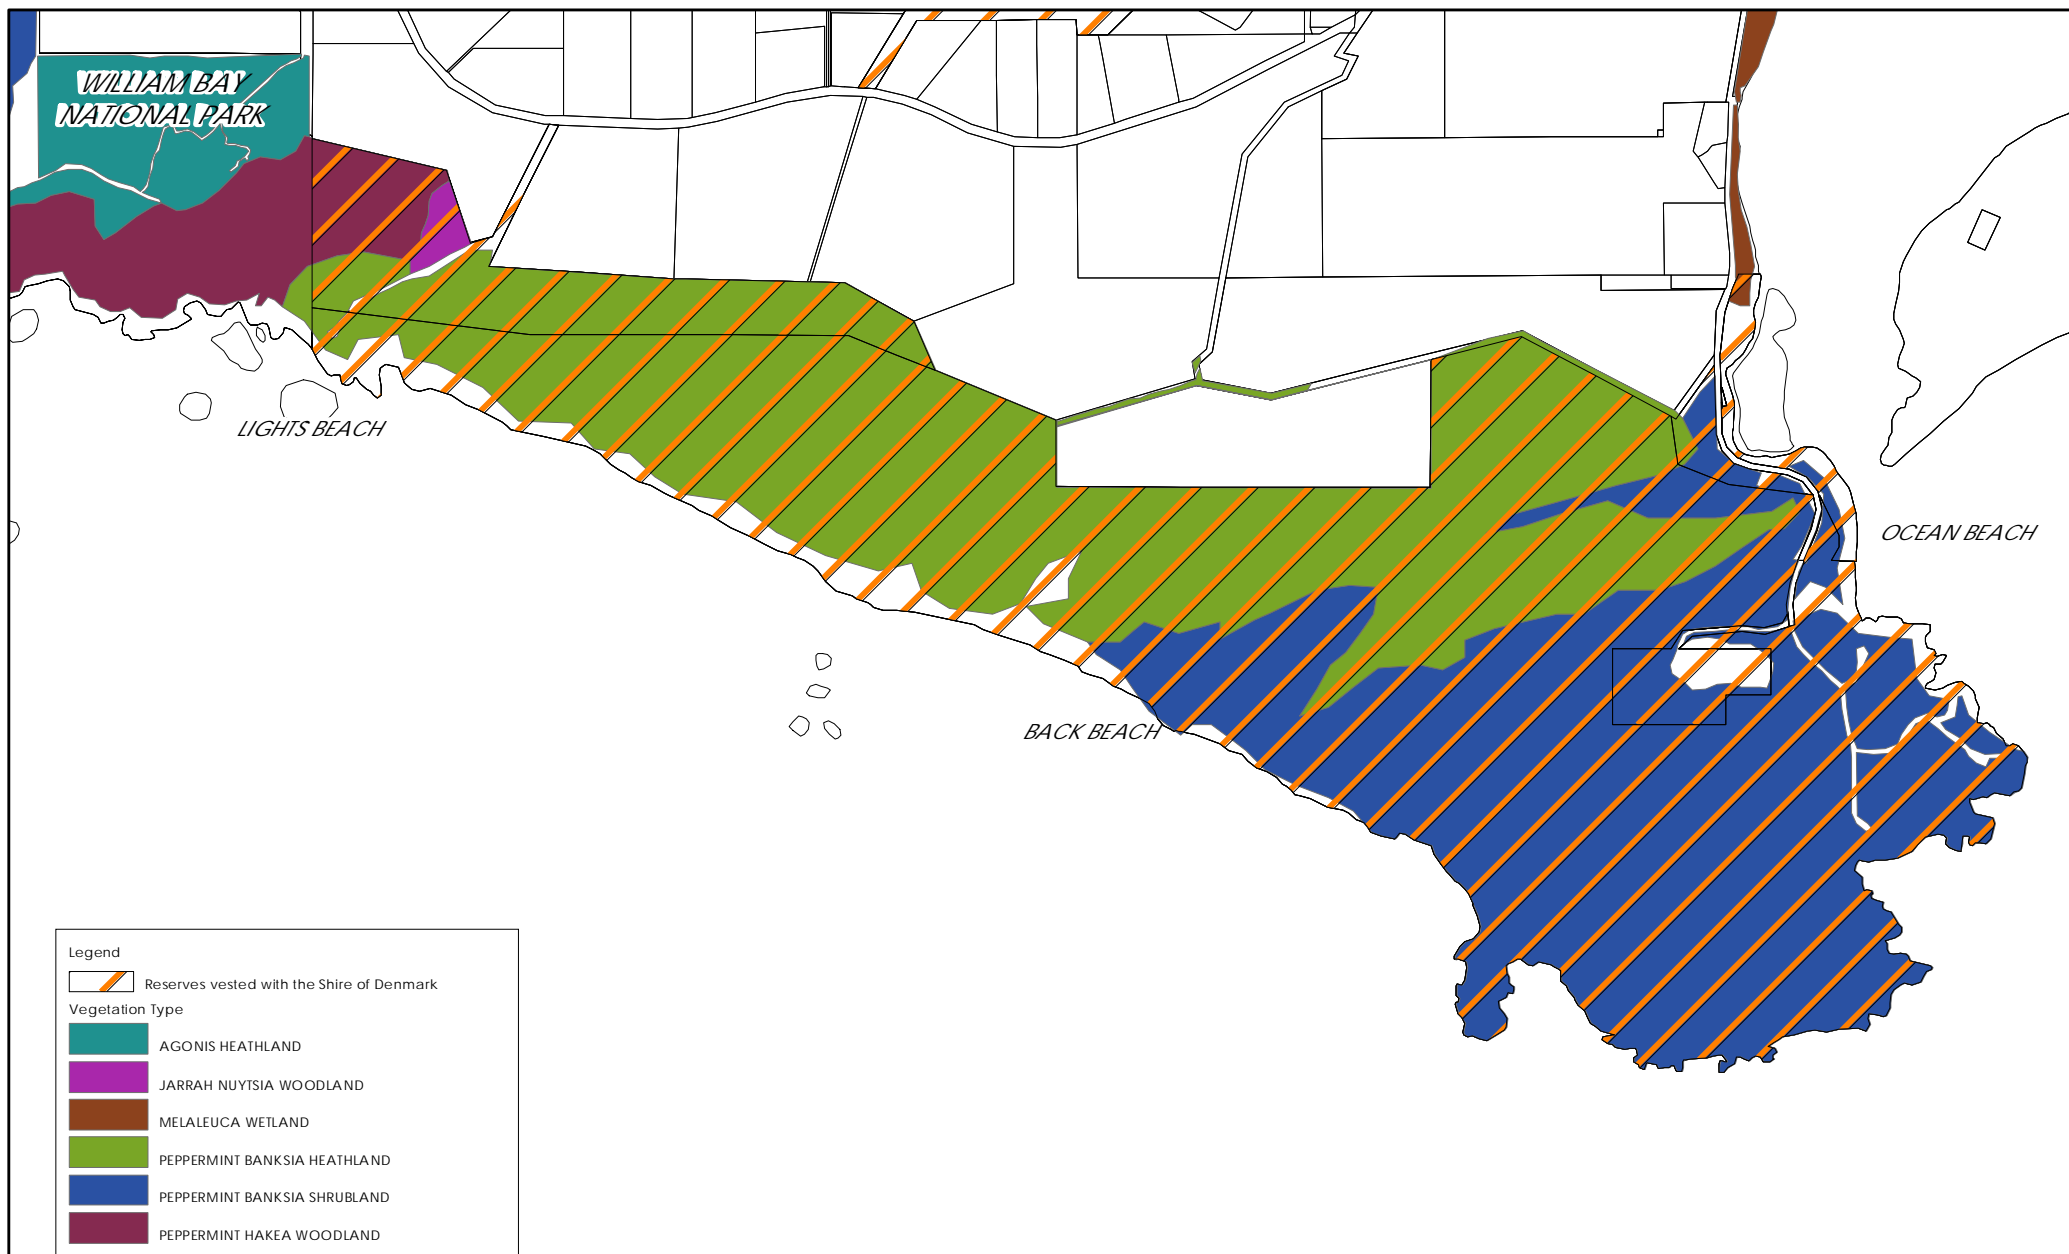 WILLIAM BAY
NATIONAL PARK
LIGHTS BEACH
OCEAN BEACH
BACK BEACH
Legend
Reserves vested with the Shire of Denmark
Vegetation Type
AGONIS HEATHLAND
JARRAH NUYTSIA WOODLAND
MELALEUCA WETLAND
PEPPERMINT BANKSIA HEATHLAND
PEPPERMINT BANKSIA SHRUBLAND
PEPPERMINT HAKEA WOODLAND